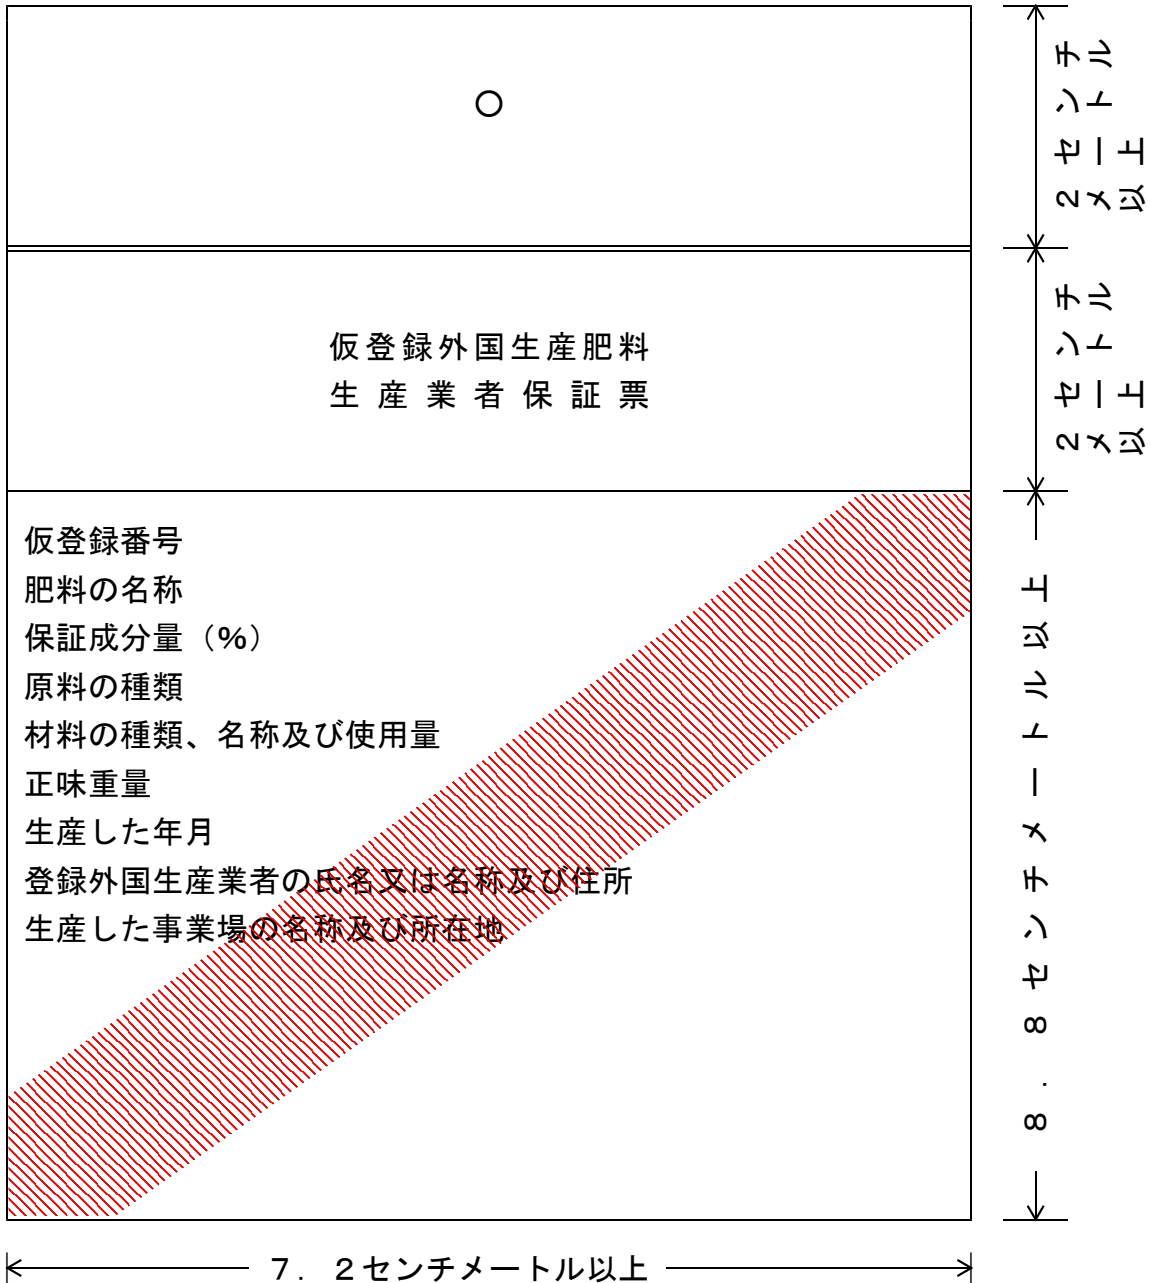 ○
2センチ
メートル
以上
仮登録外国生産肥料
生産業者保証票
2センチ
メートル
以上
仮登録番号
肥料の名称
保証成分量（%）
原料の種類
材料の種類、名称及び使用量
正味重量
生産した年月
登録外国生産業者の氏名又は名称及び住所
生産した事業場の名称及び所在地
8．8センチメートル以上
7．2センチメートル以上